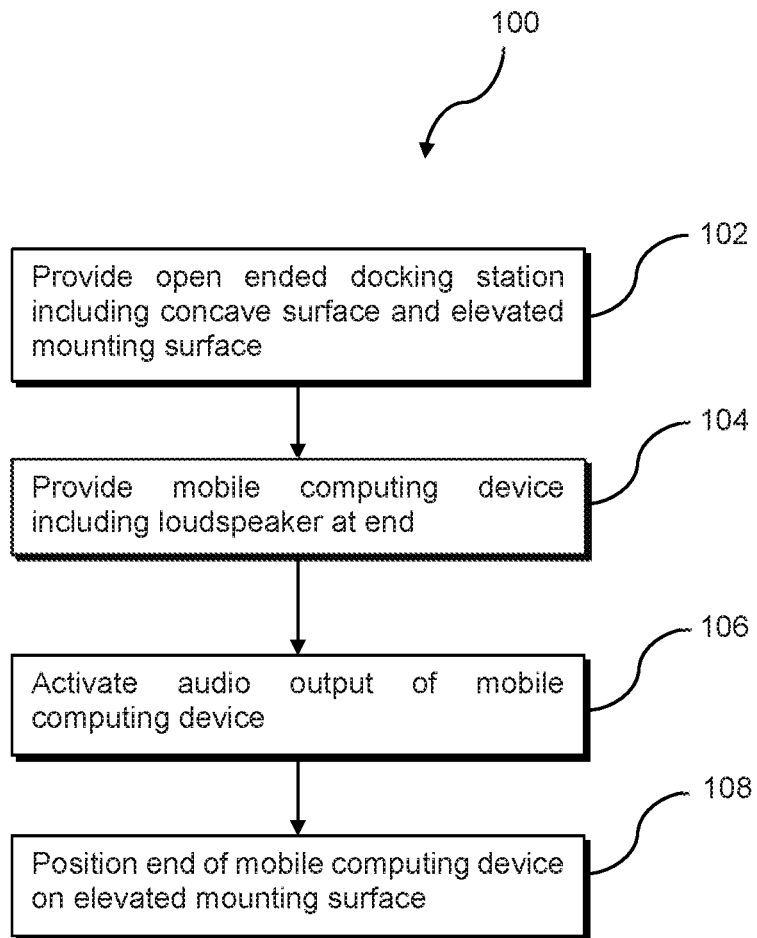 100
102
Provide open ended docking station
including concave surface and elevated
mounting surface
104
Provide mobile computing device
including loudspeaker at end
106
Activate audio output of mobile
computing device
108
Position end of mobile computing device
on elevated mounting surface